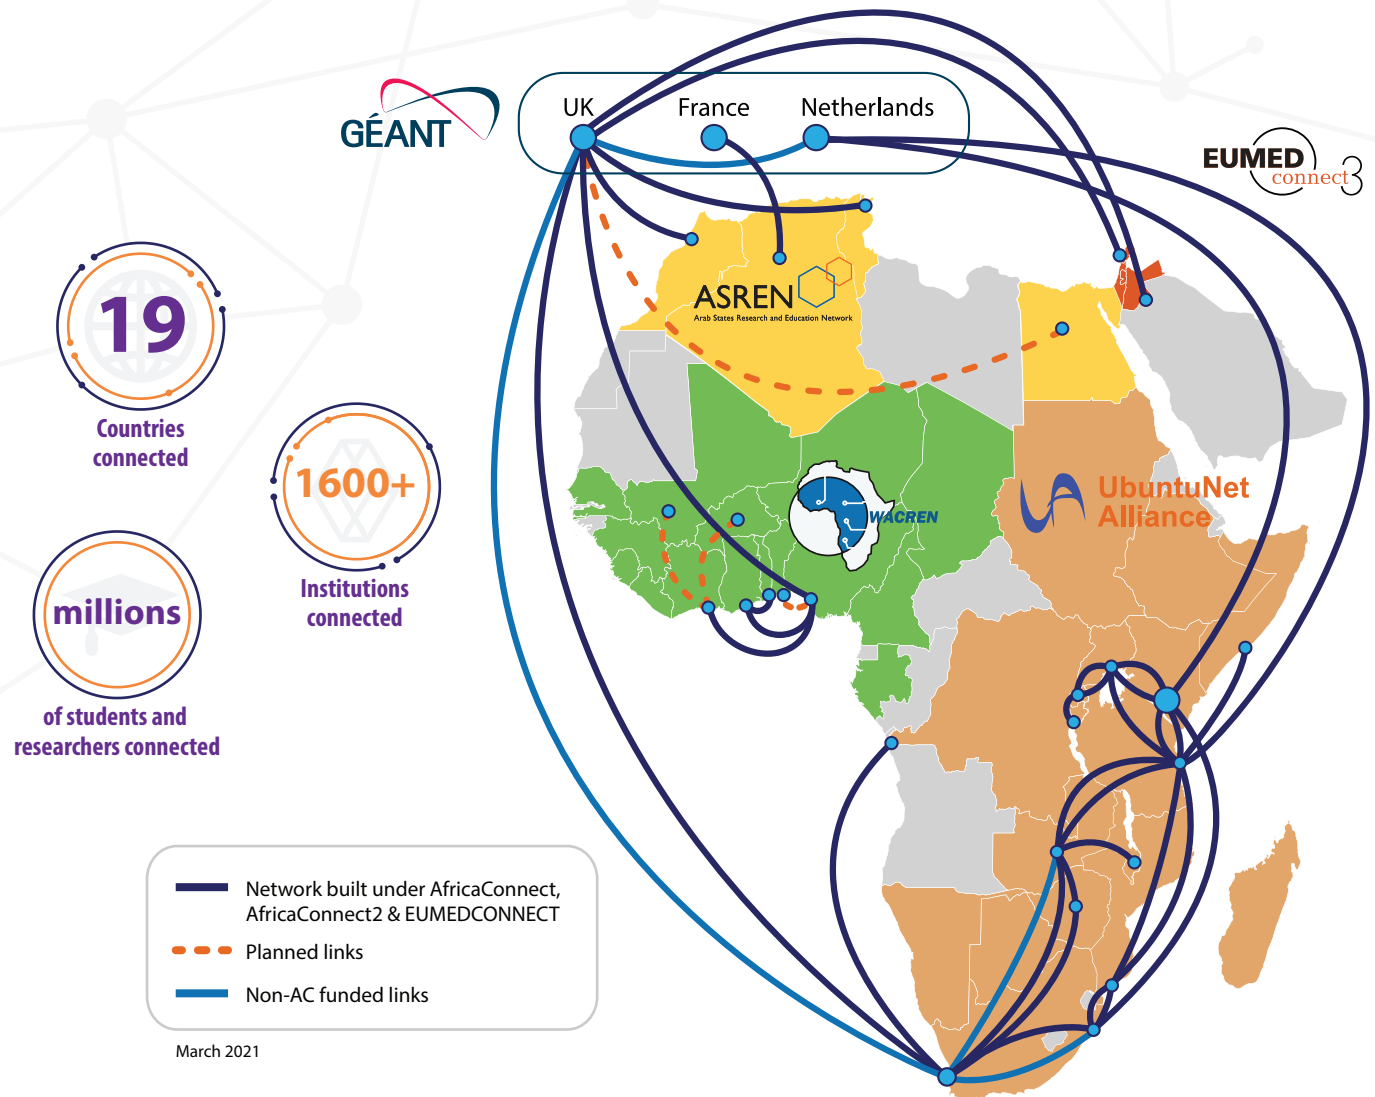 GÉANT
UK
France
Netherlands
EUMED
connect3
19
Countries
connected
1600+
Institutions
connected
millions
of students and
researchers connected
ASREN
Arab States Research and Education Network
WACREN
UbuntuNet
Alliance
Network built under AfricaConnect,
AfricaConnect2 & EUMEDCONNECT
Planned links
Non-AC funded links
March 2021